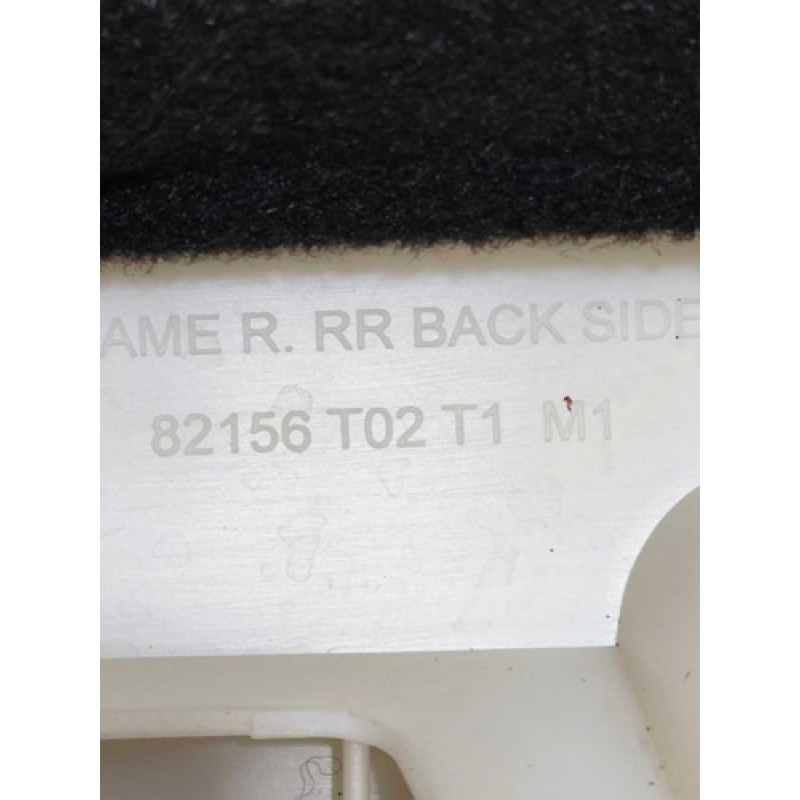 AME R. RR BACK SIDE
82156 T02 T1 M1